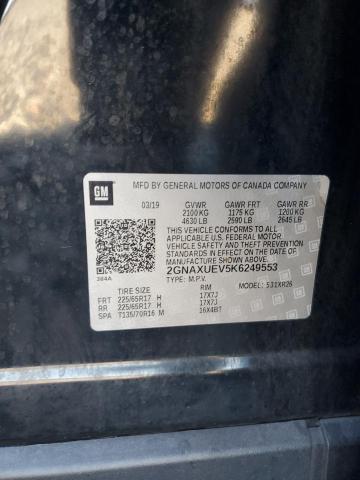 GM
MFD BY GENERAL MOTORS OF CANADA COMPANY
03/19 GVWR GAWR FRT GAWR RR
2100 KG 1175 KG 1200 KG
4630 LB 2590 LB 2645 LB
THIS VEHICLE CONFORMS TO ALL APPLICABLE U.S.
FEDERAL MOTOR VEHICLE SAFETY, BUMPER, AND THEFT PREVENTION
STANDARDS IN EFFECT ON THE DATE OF MANUFACTURE SHOWN ABOVE.
2GNAXUEV5K6249553
384A TYPE: M.P.V. MODEL: 531XR26
TIRE SIZE RIM
FRT 225/65R17 H 17X7J
RR 225/65R17 H 17X7J
SPA T135/70R16 M 16X4BT